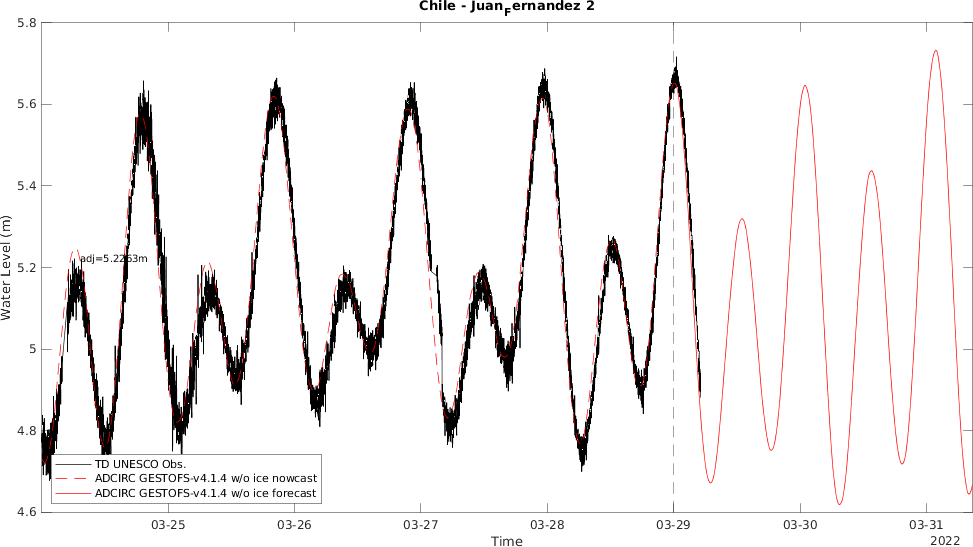 Chile - Juan_Fernandez 2
5.8
5.6
5.4
5.2
5
4.8
4.6
Water Level (m)
adj=5.2263m
TD UNESCO Obs.
ADCIRC GESTOFS-v4.1.4 w/o ice nowcast
ADCIRC GESTOFS-v4.1.4 w/o ice forecast
03-25
03-26
03-27
03-28
03-29
03-30
03-31
Time
2022